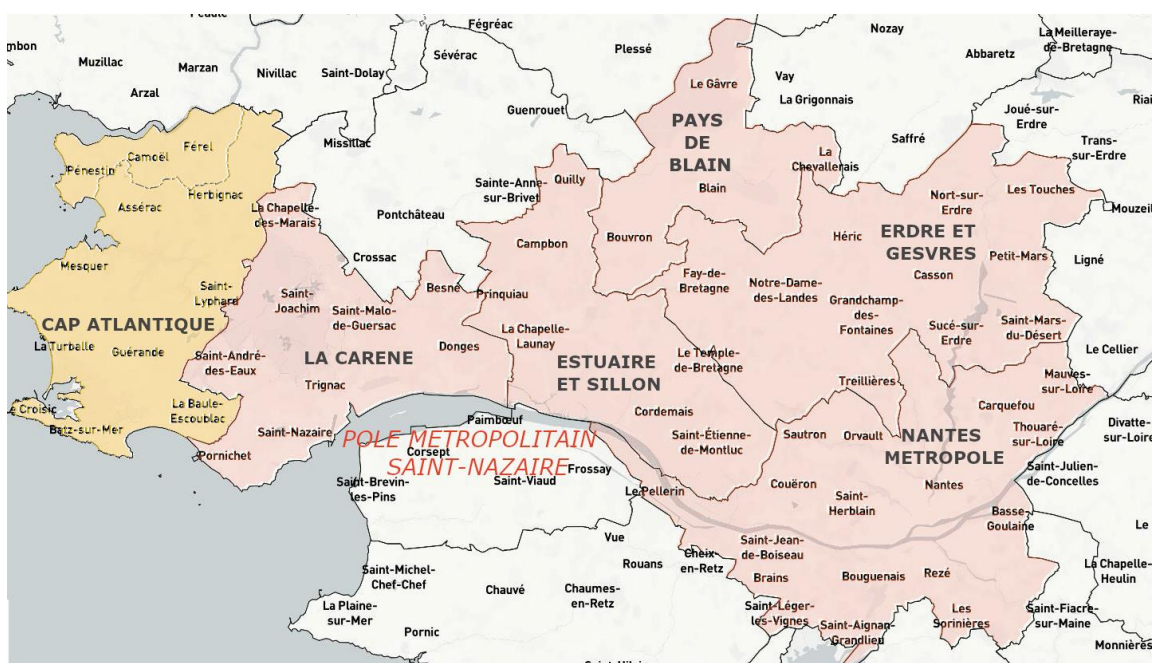 Fégréac
Nozay
La Meilleraye-
de-Bretagne
Muzillac
Marzan
Nivillac
Saint-Dolay
Sévérac
Plessé
Abbaretz
Arzal
Vay
La Grigonnais
Le Gâvre
Guenrouet
Joué-sur-
Erdre
Riai
PAYS
DE
BLAIN
Missillac
Saffré
Trans-
sur-Erdre
Camoël
Férel
Pénestin
La
Chevallerais
Herbignac
Assérac
Sainte-Anne-
sur-Brivet
Quilly
Blain
Nort-sur-
Erdre
Les Touches
Mouzeil
La Chapelle-
des-Marais
Pontchâteau
Campbon
Bouvron
Héric
ERDRE ET
GESVRES
Petit-Mars
Ligné
Crossac
Mesquer
Casson
Fay-de-
Bretagne
Notre-Dame-
des-Landes
Saint-
Lyphard
Saint-
Joachim
Besné
Prinquiau
Saint-Malo-
de-Guersac
Grandchamp-
des-
Fontaines
Sucé-sur-
Erdre
Saint-Mars-
du-Désert
CAP ATLANTIQUE
La Turballe
Guérande
La Chapelle-
Launay
Donges
Le Cellier
Saint-André-
des-Eaux
LA CARENE
ESTUAIRE
ET SILLON
Le Temple-
de-Bretagne
Trignac
Treillières
Mauves-
sur-Loire
Le Croisic
La Baule-
Escoublac
Cordemais
Carquefou
Batz-sur-Mer
Paimbœuf
Thouaré-
sur-Loire
Divatte-
sur-Loire
Saint-Nazaire
POLE METROPOLITAIN
SAINT-NAZAIRE
Saint-Étienne-
de-Montluc
Sautron
Orvault
NANTES
METROPOLE
Pornichet
Corsept
Frossay
Saint-Julien-
de-Concelles
Saint-Brevin-
les-Pins
Saint-Viaud
Le Pellerin
Couëron
Saint-
Herblain
Nantes
Basse-
Goulaine
Le
Vue
Saint-Jean-
de-Boiseau
Rouans
Cheix-
en-Retz
Saint-Michel-
Chef-Chef
Chauvé
Chaumes-
en-Retz
Brains
Bouguenais
Rezé
La Chapelle-
Heulin
La Plaine-
sur-Mer
Pornic
Saint-Léger-
les-Vignes
Saint-Aignan-
Grandlieu
Les
Sorinières
Saint-Fiacre-
sur-Maine
Monnières